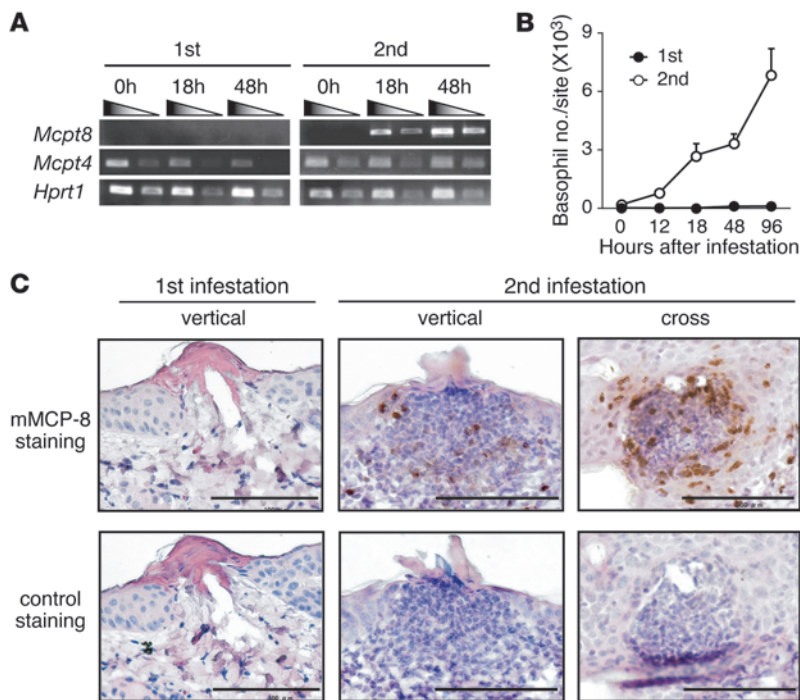 A
1st
2nd
0h 18h 48h 0h 18h 48h
Mcpt8
Mcpt4
Hprt1
B
Basophil no./site (X10³)
9
6
3
0
1st
2nd
0 12 18 48 96
Hours after infestation
C
1st infestation
2nd infestation
vertical
vertical
cross
mMCP-8
staining
control
staining